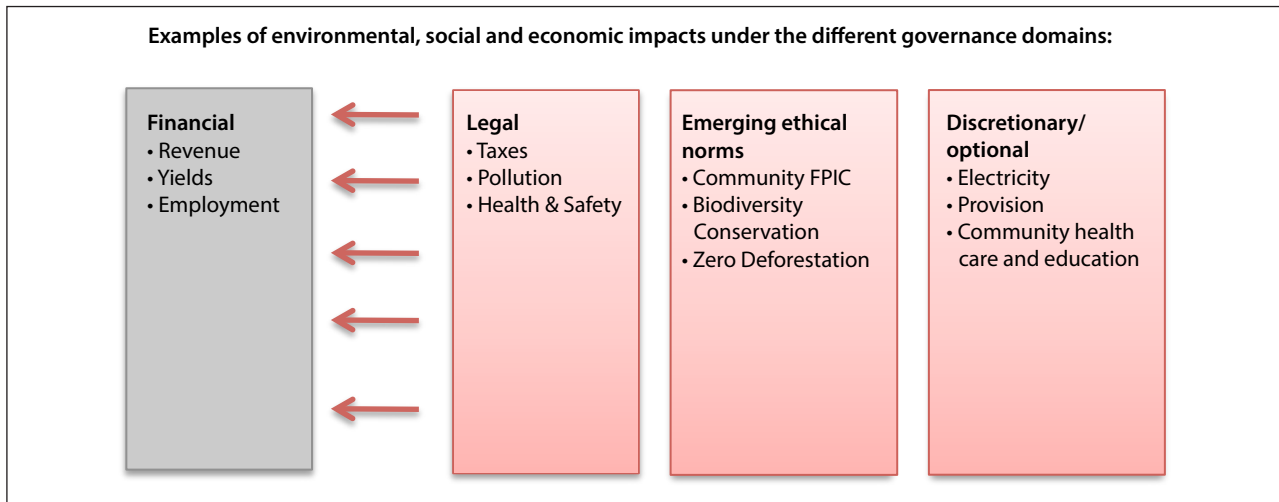 Examples of environmental, social and economic impacts under the different governance domains:
Financial
• Revenue
• Yields
• Employment
Legal
• Taxes
• Pollution
• Health & Safety
Emerging ethical
norms
• Community FPIC
• Biodiversity
Conservation
• Zero Deforestation
Discretionary/
optional
• Electricity
• Provision
• Community health
care and education